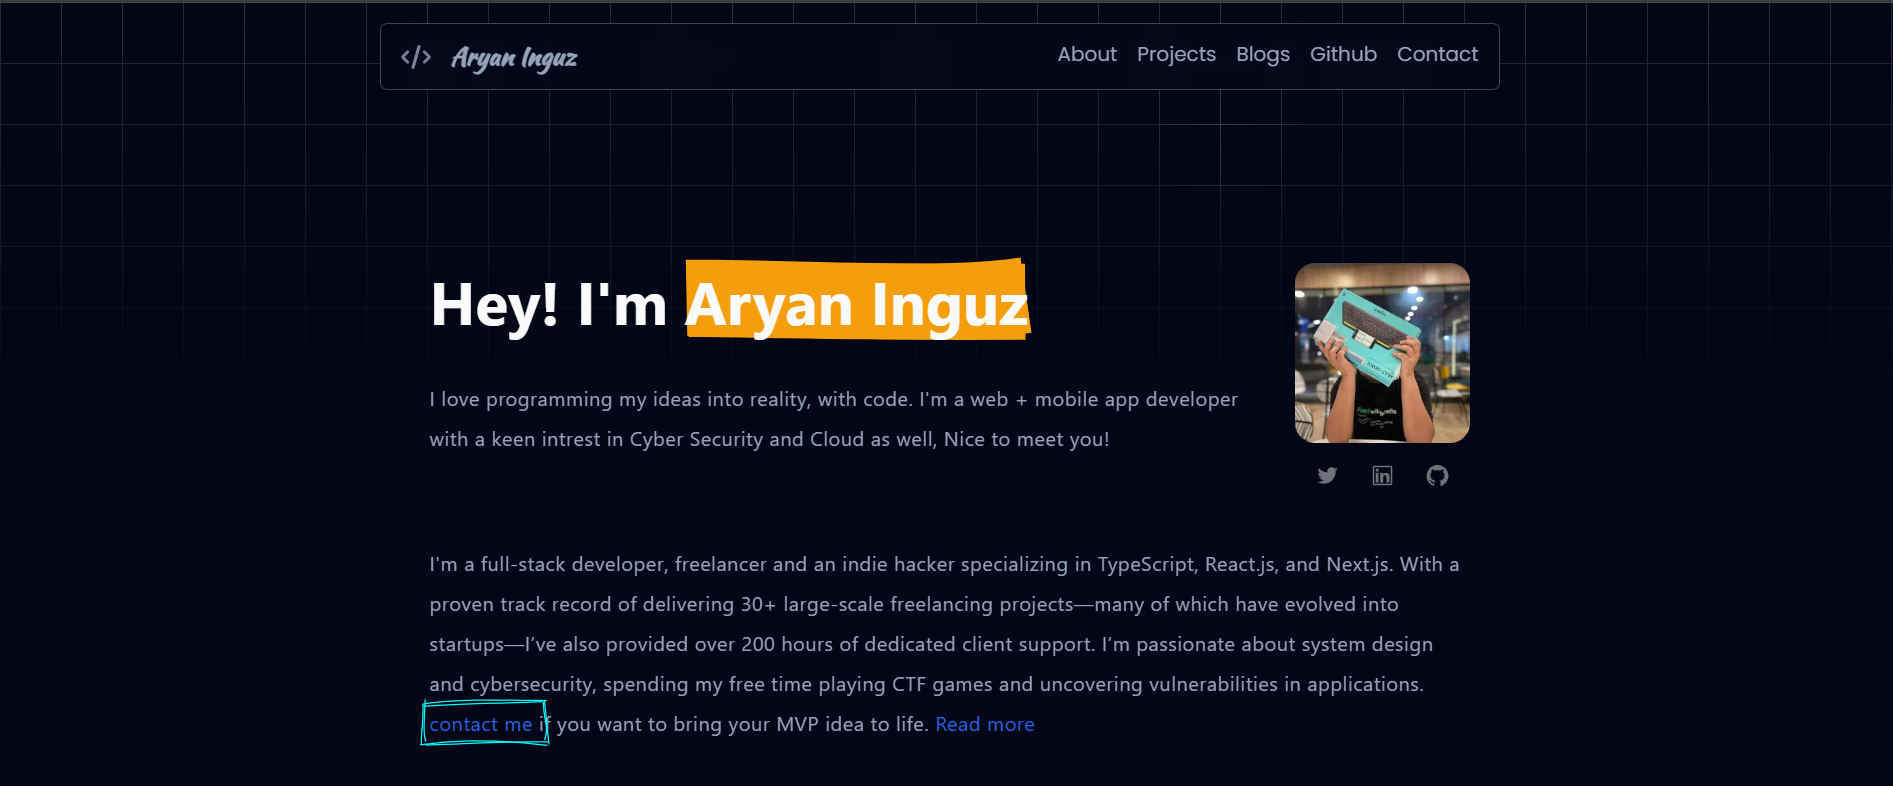 </> Aryan Inguz About Projects Blogs Github Contact
Hey! I'm Aryan Inguz
I love programming my ideas into reality, with code. I'm a web + mobile app developer
with a keen intrest in Cyber Security and Cloud as well, Nice to meet you!
I'm a full-stack developer, freelancer and an indie hacker specializing in TypeScript, React.js, and Next.js. With a
proven track record of delivering 30+ large-scale freelancing projects—many of which have evolved into
startups—I’ve also provided over 200 hours of dedicated client support. I’m passionate about system design
and cybersecurity, spending my free time playing CTF games and uncovering vulnerabilities in applications.
contact me if you want to bring your MVP idea to life. Read more